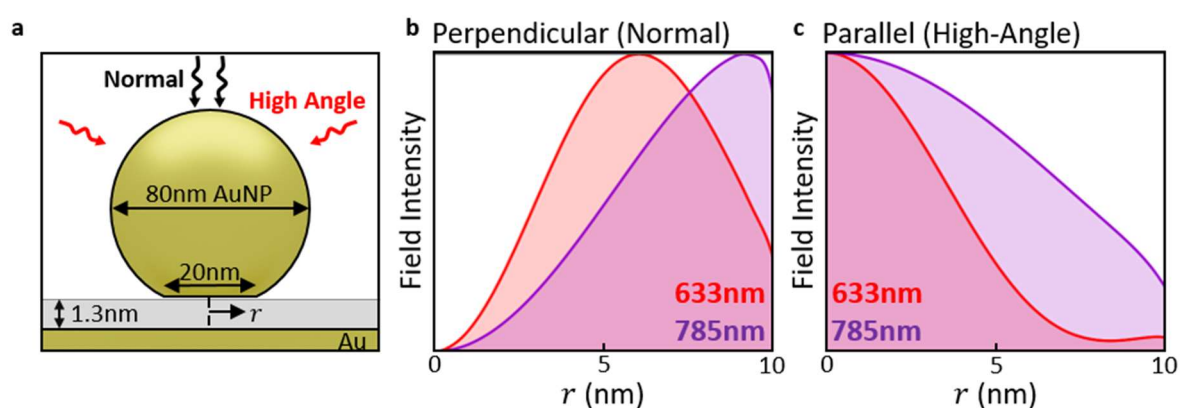 a
Normal
High Angle
80nm AuNP
20nm
1.3nm
r
Au
b Perpendicular (Normal)
Field Intensity
633nm
785nm
0 5 10
r (nm)
c Parallel (High-Angle)
Field Intensity
633nm
785nm
0 5 10
r (nm)